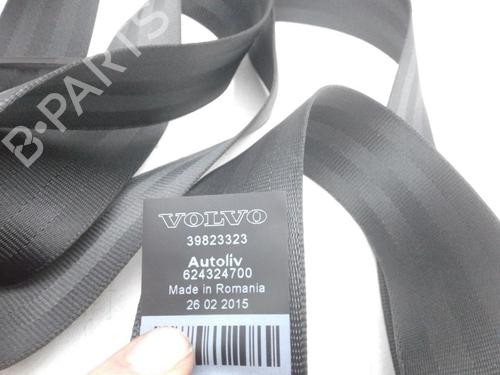 B-PARTS
VOLVO
39823323
Autoliv
624324700
Made in Romania
26 02 2015